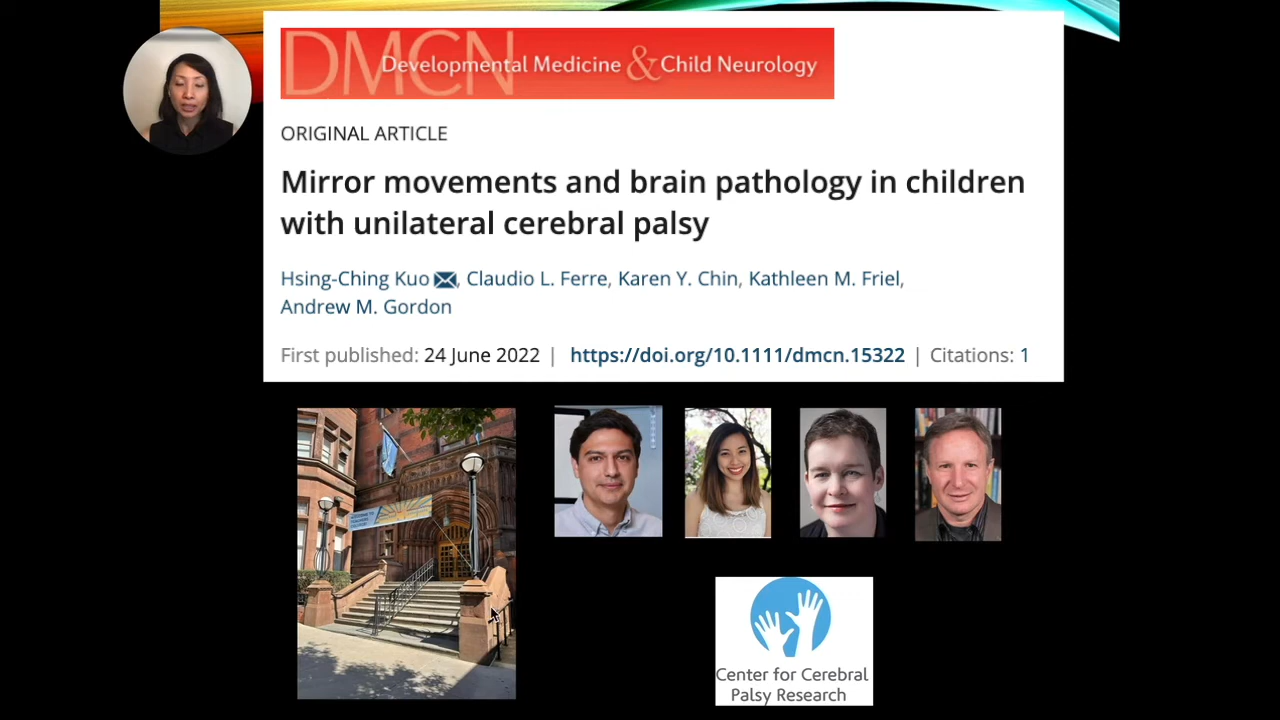 DMCN
Developmental Medicine & Child Neurology
ORIGINAL ARTICLE
Mirror movements and brain pathology in children
with unilateral cerebral palsy
Hsing-Ching Kuo, Claudio L. Ferre, Karen Y. Chin, Kathleen M. Friel,
Andrew M. Gordon
First published: 24 June 2022 | https://doi.org/10.1111/dmcn.15322 | Citations: 1
Center for Cerebral
Palsy Research